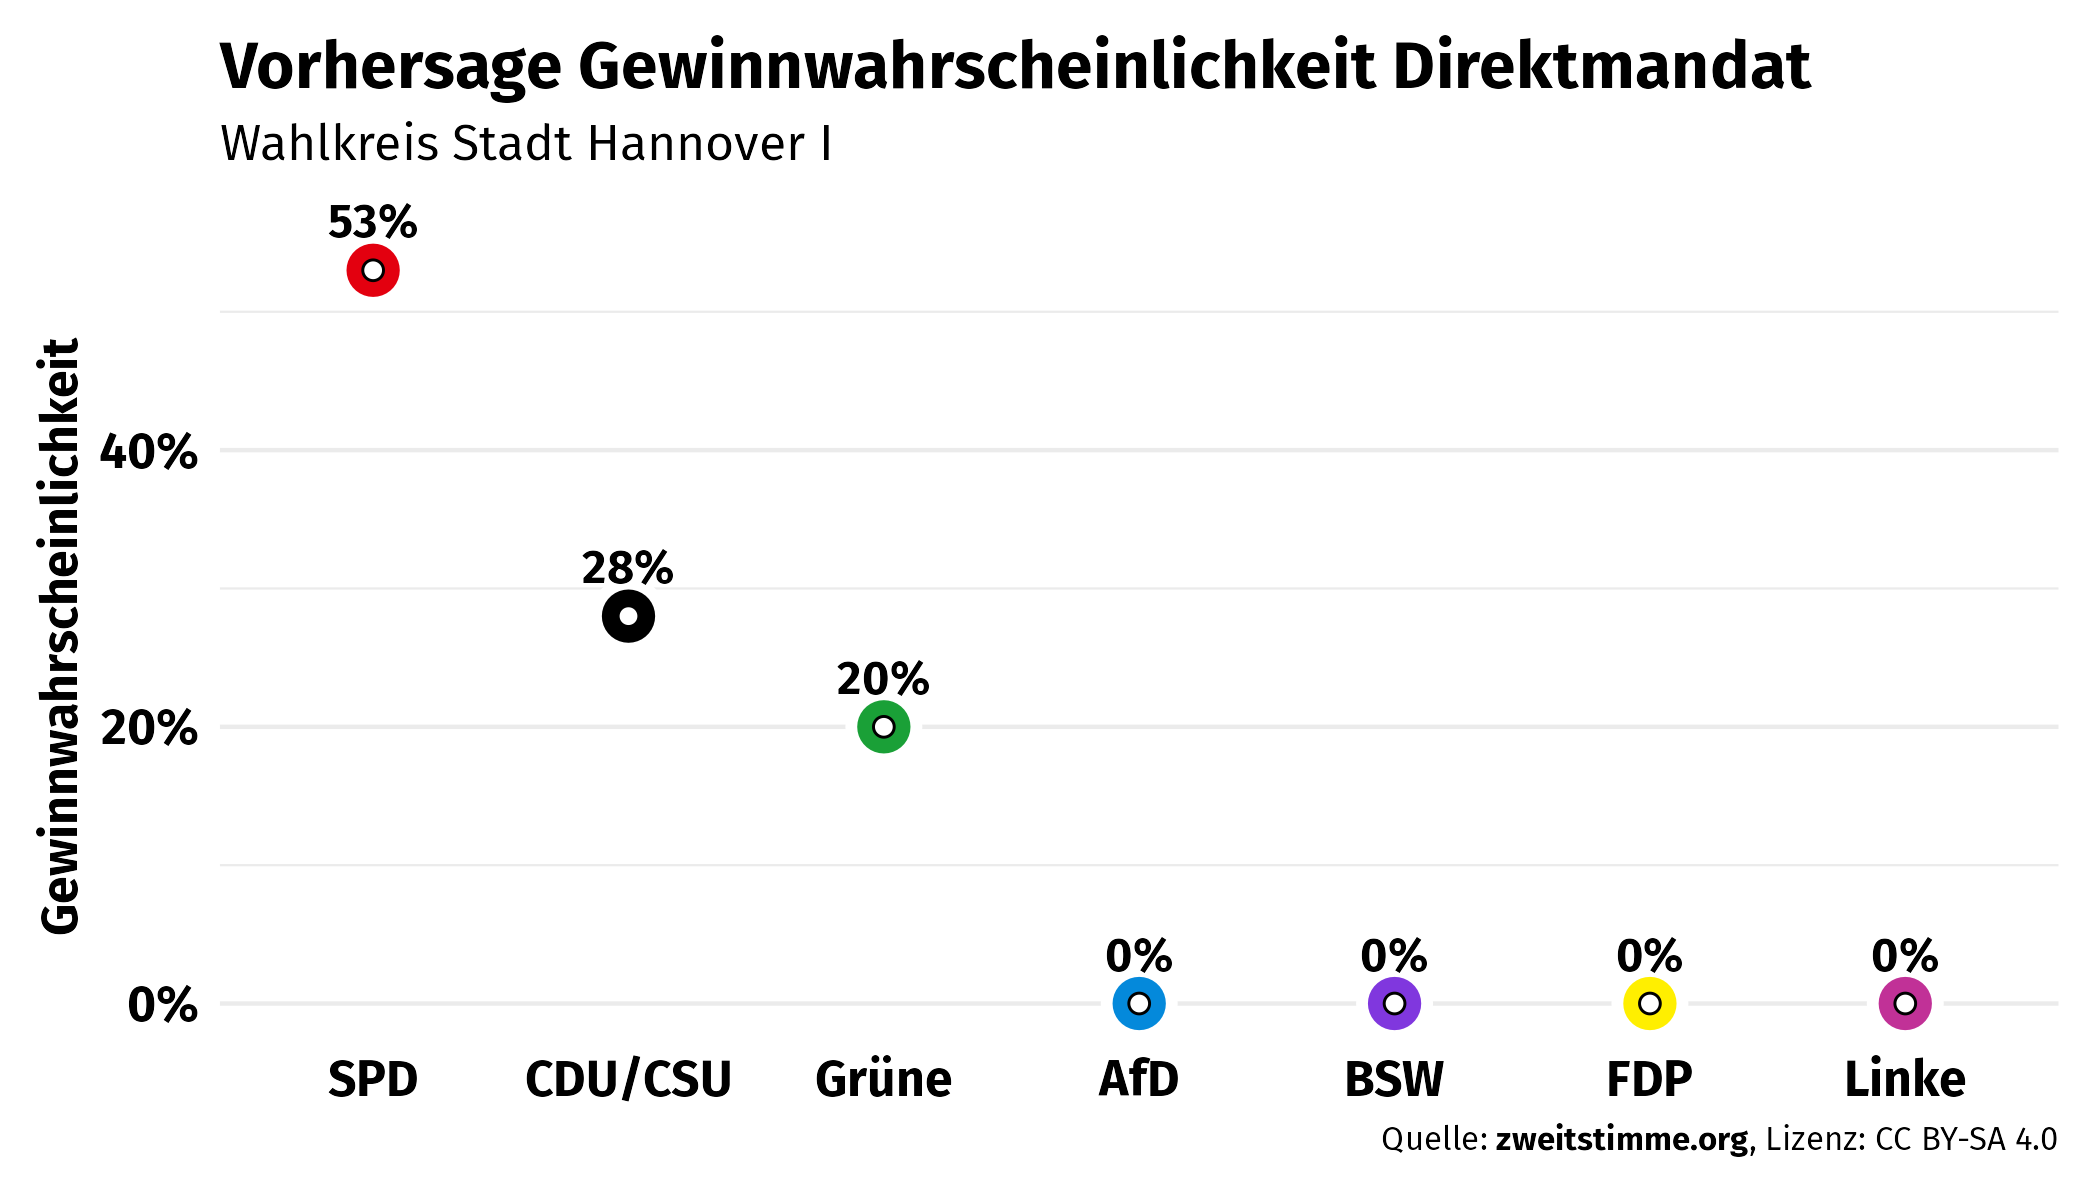 Vorhersage Gewinnwahrscheinlichkeit Direktmandat
Wahlkreis Stadt Hannover I
Gewinnwahrscheinlichkeit
53%
40%
28%
20%
20%
0%
0%
0%
0%
0%
SPD
CDU/CSU
Grüne
AfD
BSW
FDP
Linke
Quelle: zweitstimme.org, Lizenz: CC BY-SA 4.0